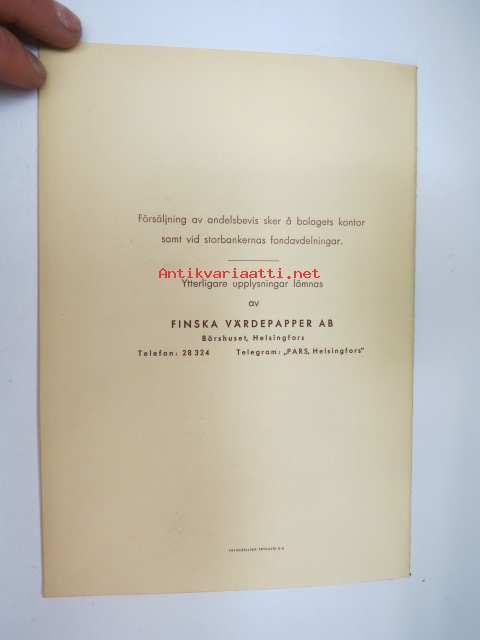 Försäljning av andelsbevis sker å bolagets kontor
samt vid storbankernas fondavdelningar.
Antikvariaatti.net
Ytterligare upplysningar lämnas
av
FINSKA VÄRDEPAPPER AB
Börshuset, Helsingfors
Telefon: 28 324 Telegram: „PARS, Helsingfors"